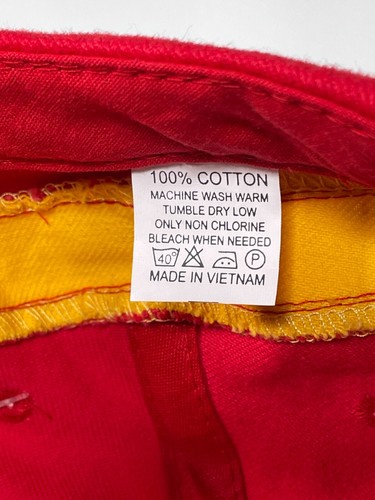 100% COTTON
MACHINE WASH WARM
TUMBLE DRY LOW
ONLY NON CHLORINE
BLEACH WHEN NEEDED
40° P
MADE IN VIETNAM